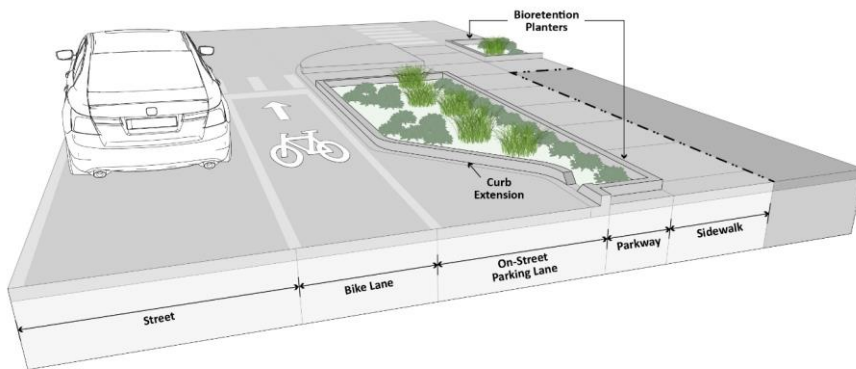 Bioretention
Planters
Curb
Extension
Street
Bike Lane
On-Street
Parking Lane
Parkway
Sidewalk